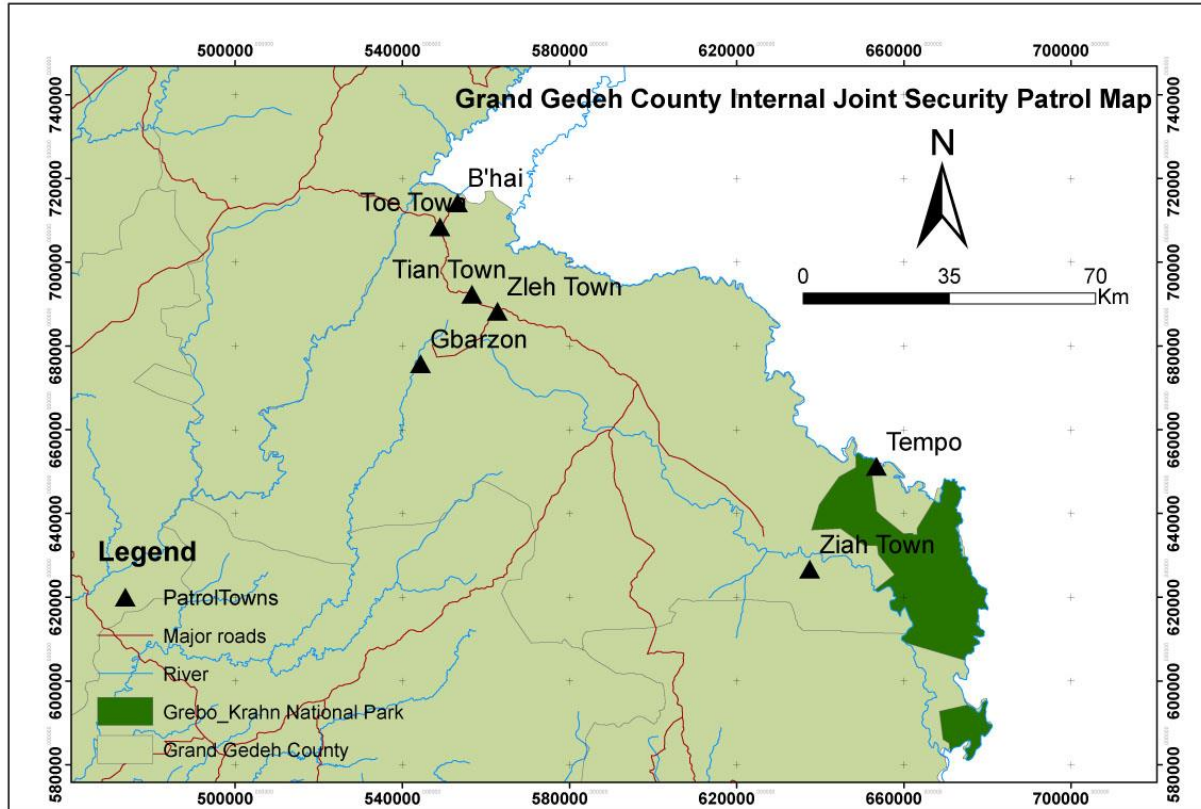 500000 540000 580000 620000 660000 700000
Grand Gedeh County Internal Joint Security Patrol Map
N
0 35 70
Km
B'hai
Toe Town
Tian Town
Zleh Town
Gbarzon
Tempo
Ziah Town
Legend
PatrolTowns
Major roads
River
Grebo_Krahn National Park
Grand Gedeh County
740000
720000
700000
680000
660000
640000
620000
600000
580000
740000
720000
700000
680000
660000
640000
620000
600000
580000
500000 540000 580000 620000 660000 700000